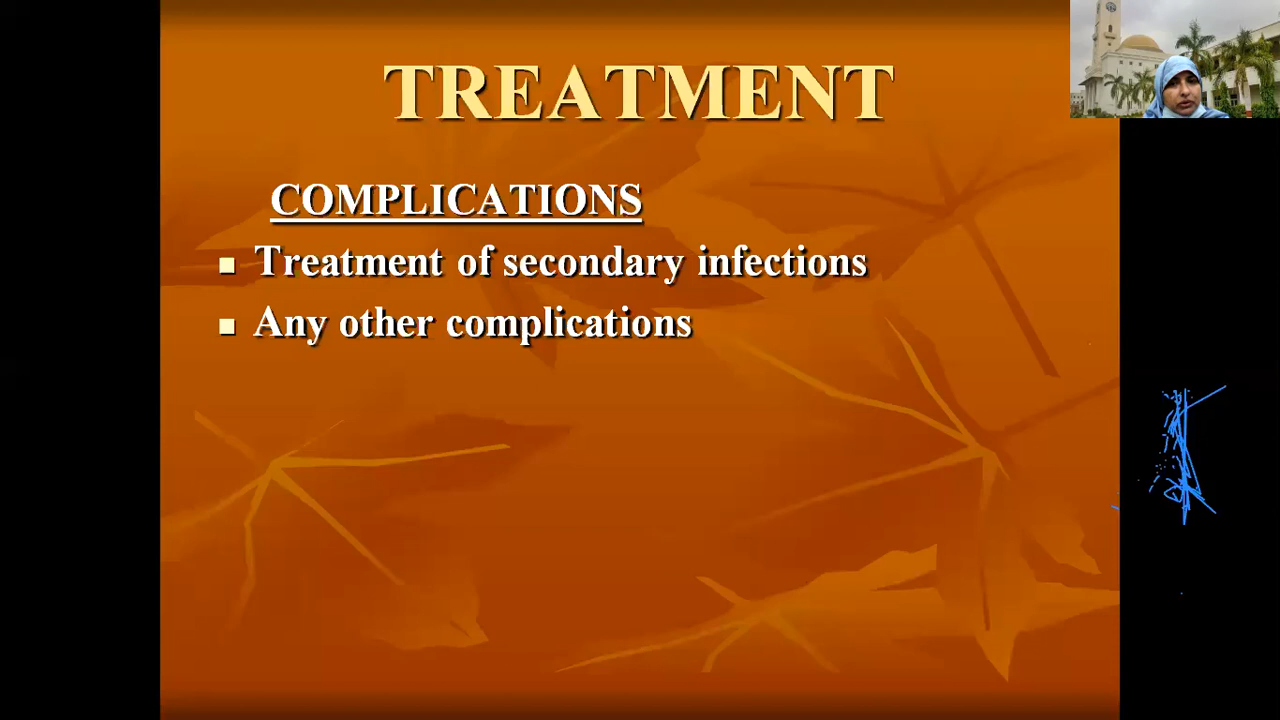 TREATMENT
COMPLICATIONS
Treatment of secondary infections
Any other complications